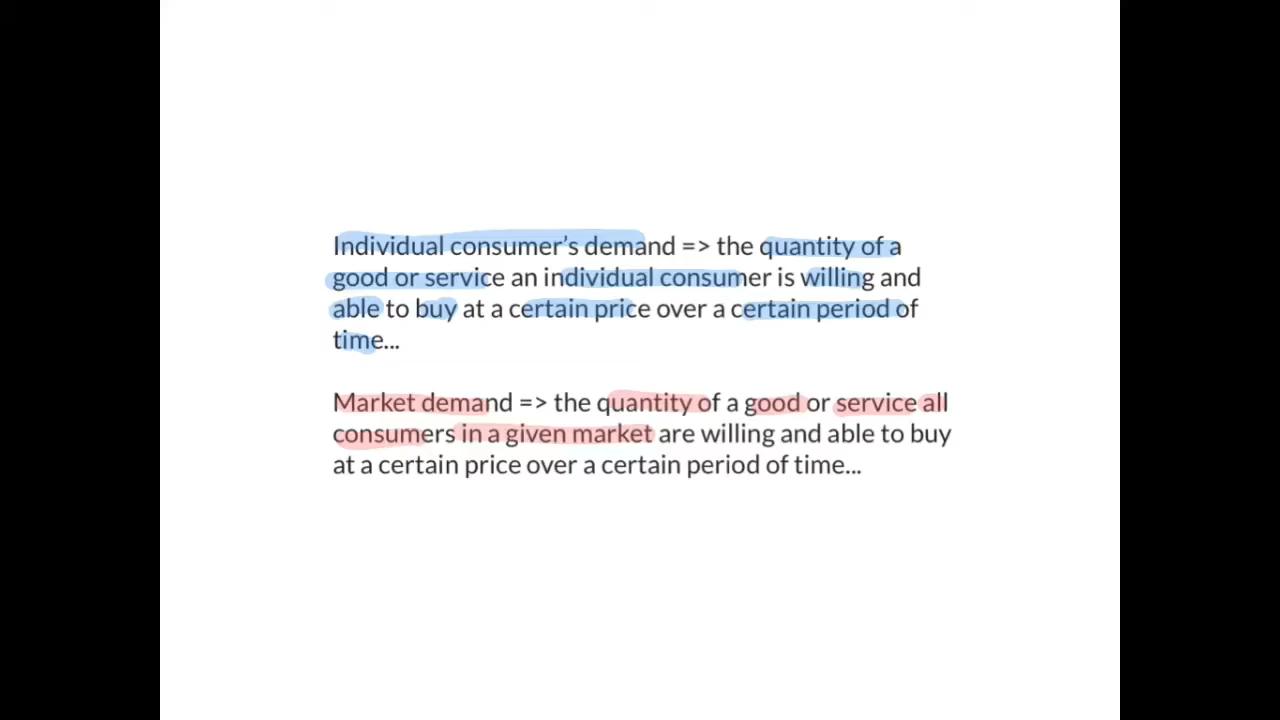 Individual consumer’s demand => the quantity of a
good or service an individual consumer is willing and
able to buy at a certain price over a certain period of
time...
Market demand => the quantity of a good or service all
consumers in a given market are willing and able to buy
at a certain price over a certain period of time...